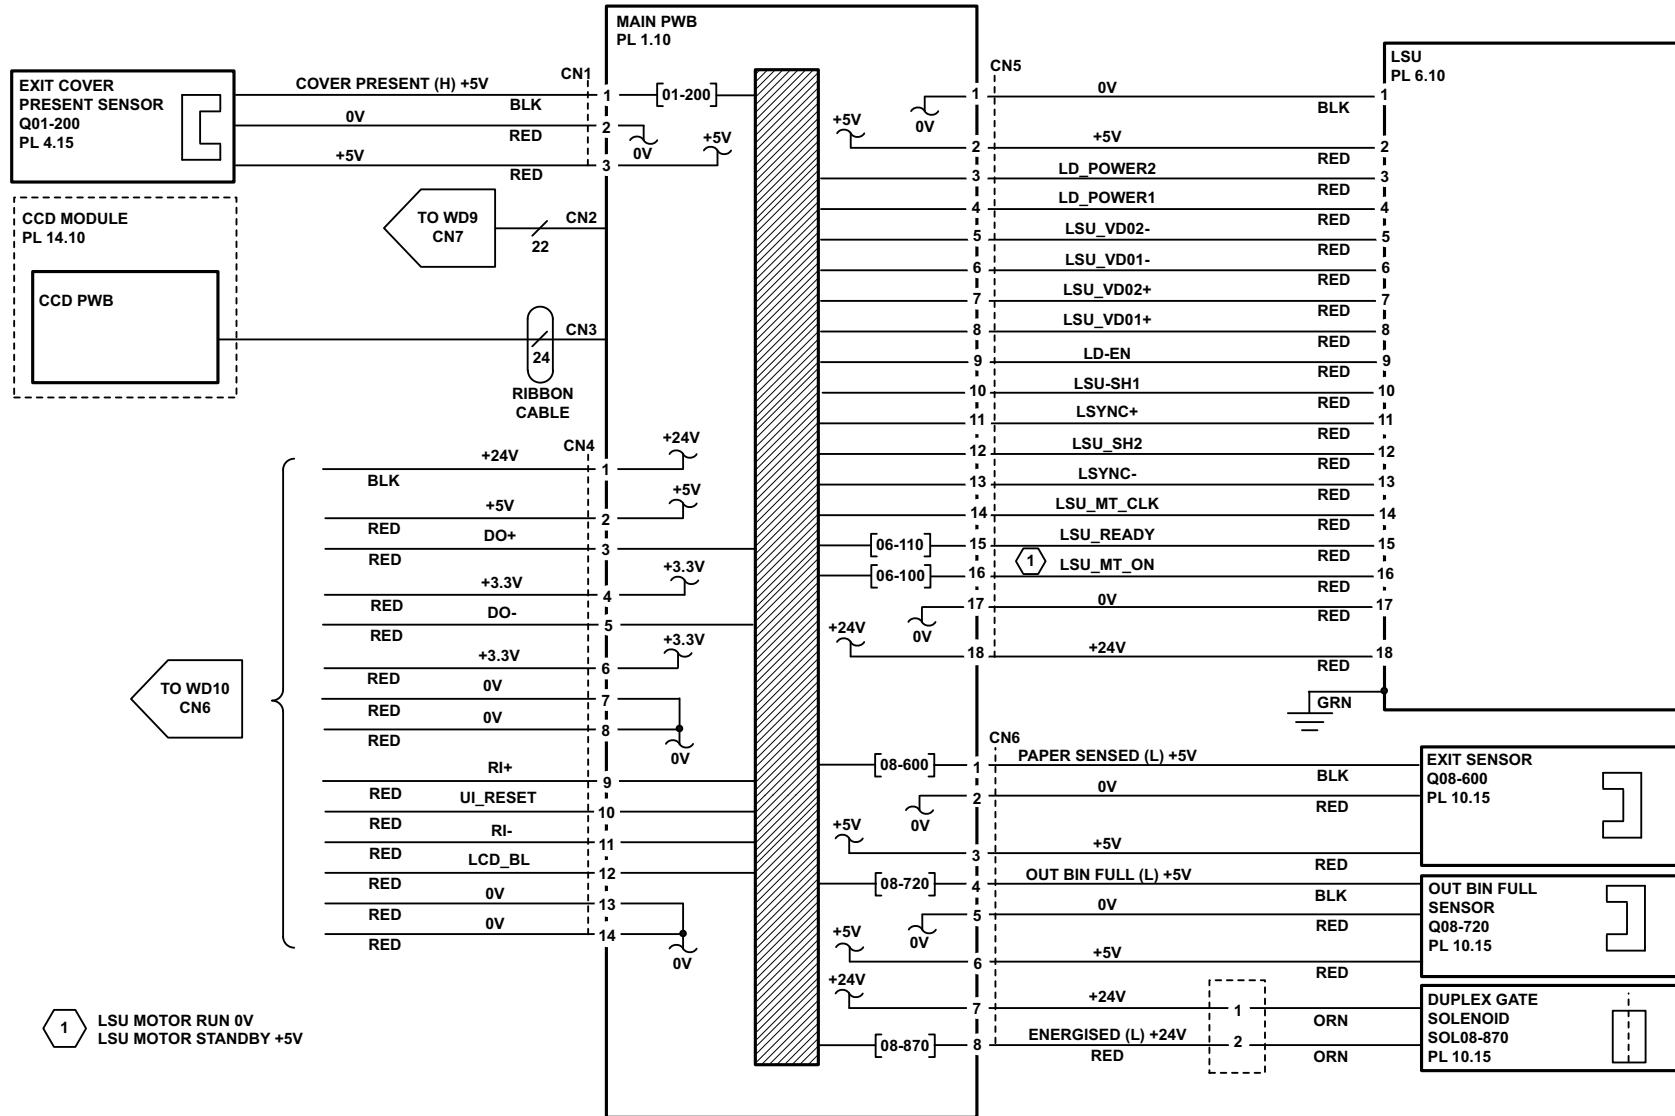 MAIN PWB
PL 1.10
EXIT COVER
PRESENT SENSOR
Q01-200
PL 4.15
CN1
COVER PRESENT (H) +5V
BLK
1
[01-200]
0V
RED
2
0V
+5V
RED
3
+5V
CCD MODULE
PL 14.10
CCD PWB
TO WD9
CN7
22
CN2
24
CN3
RIBBON
CABLE
CN4
+24V
BLK
1
+24V
+5V
RED
2
+5V
DO+
RED
3
+3.3V
RED
4
+3.3V
DO-
RED
5
+3.3V
RED
6
+3.3V
0V
RED
7
0V
RED
8
0V
TO WD10
CN6
RI+
RED
9
UI_RESET
RED
10
RI-
RED
11
LCD_BL
RED
12
0V
RED
13
0V
RED
14
0V
1
LSU MOTOR RUN 0V
LSU MOTOR STANDBY +5V
CN5
LSU
PL 6.10
0V
1
0V
BLK
1
+5V
2
+5V
RED
2
3
LD_POWER2
RED
3
4
LD_POWER1
RED
4
5
LSU_VD02-
RED
5
6
LSU_VD01-
RED
6
7
LSU_VD02+
RED
7
8
LSU_VD01+
RED
8
9
LD-EN
RED
9
10
LSU-SH1
RED
10
11
LSYNC+
RED
11
12
LSU_SH2
RED
12
13
LSYNC-
RED
13
14
LSU_MT_CLK
RED
14
[06-110]
15
LSU_READY
RED
15
[06-100]
16
1
LSU_MT_ON
RED
16
0V
17
0V
RED
17
+24V
18
+24V
RED
18
GRN
CN6
[08-600]
1
PAPER SENSED (L) +5V
BLK
0V
2
0V
RED
+5V
3
+5V
RED
EXIT SENSOR
Q08-600
PL 10.15
[08-720]
4
OUT BIN FULL (L) +5V
BLK
0V
5
0V
RED
+5V
6
+5V
RED
OUT BIN FULL
SENSOR
Q08-720
PL 10.15
+24V
7
+24V
1
ORN
[08-870]
8
ENERGISED (L) +24V
RED
2
ORN
DUPLEX GATE
SOLENOID
SOL08-870
PL 10.15